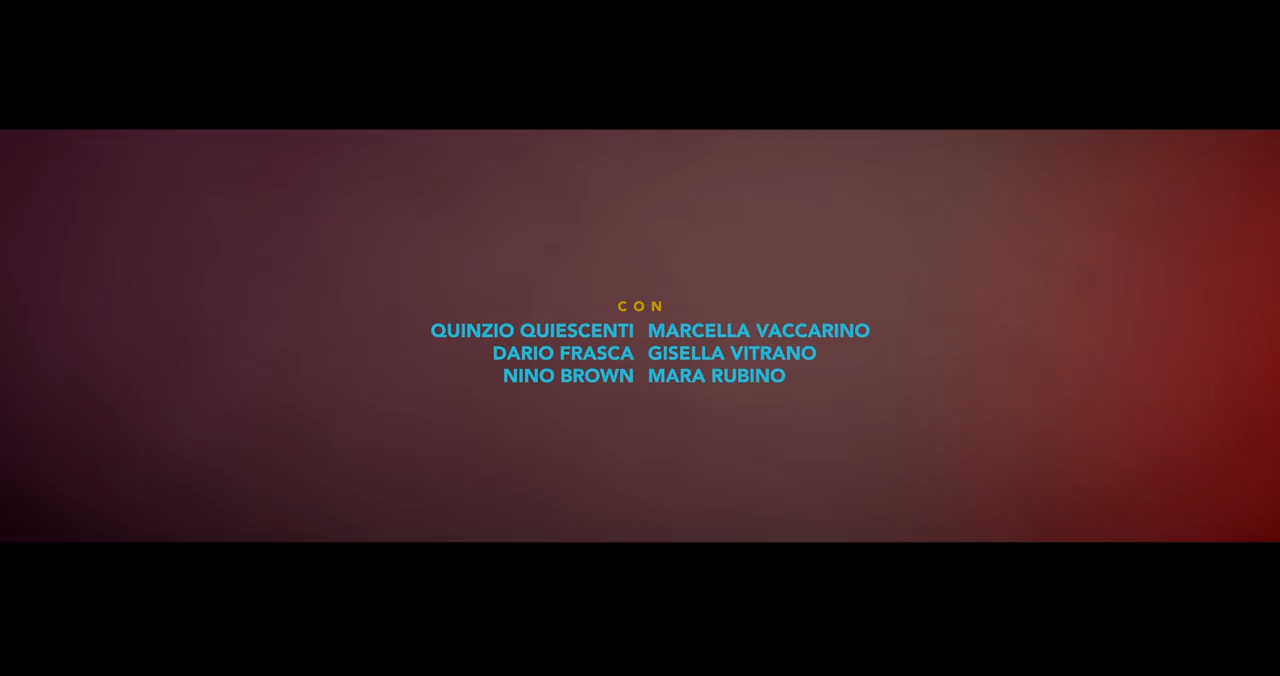 CON
QUINZIO QUIESCENTI MARCELLA VACCARINO
DARIO FRASCA GISELLA VITRANO
NINO BROWN MARA RUBINO